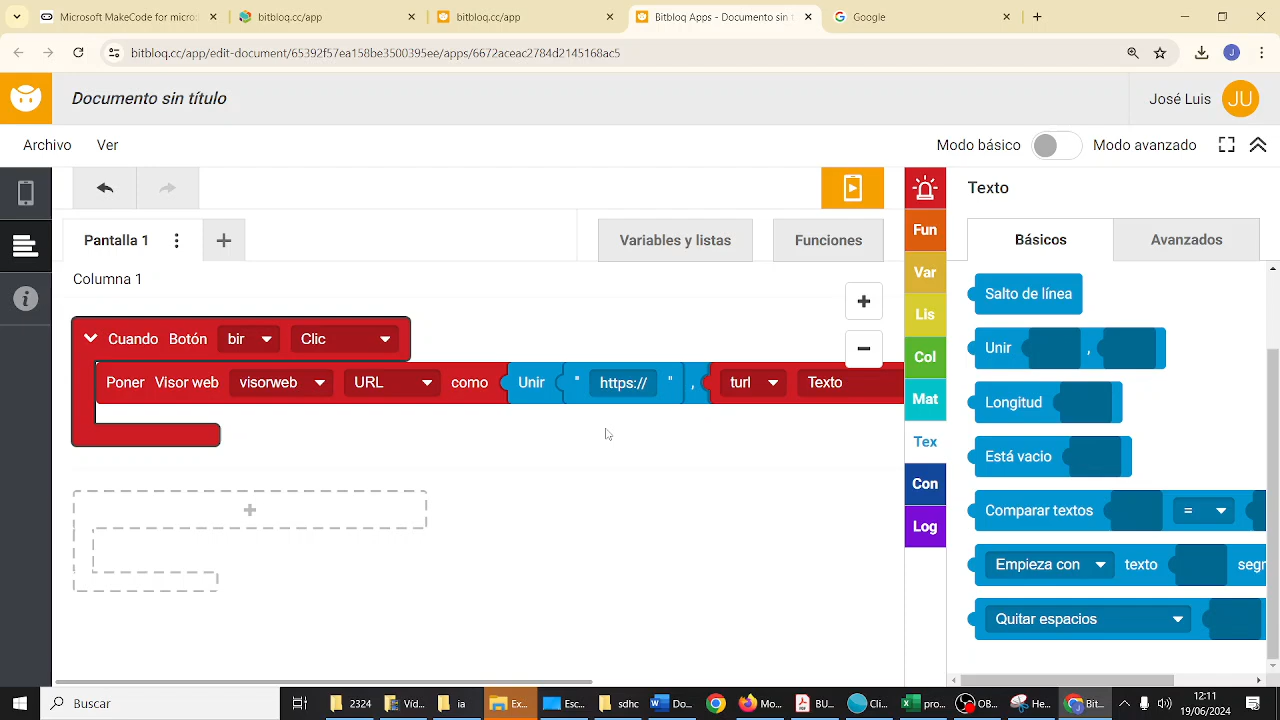 Microsoft MakeCode for micro:
bitbloq.cc/app
bitbloq.cc/app
Bitbloq Apps - Documento sin t
Google
bitbloq.cc/app/edit-document/65392f57ea158be3500395ee/apps/6672aceac2784d2145168ac5
J
Documento sin título
José Luis
JU
Archivo
Ver
Modo básico
Modo avanzado
Texto
Pantalla 1
Variables y listas
Funciones
Fun
Básicos
Avanzados
Columna 1
Var
Salto de línea
Lis
Cuando Botón bir Clic
Col
Unir ,
Poner Visor web visorweb URL como Unir " https:// " , turl Texto
Mat
Longitud
Tex
Está vacio
Con
Comparar textos =
Log
Empieza con texto segr
Quitar espacios
Buscar
2324
Virt
ia
Ex
Esc
sohe
Do
Mo
BU
Clic
pro
OB
He
Bit
12:11
19/06/2024